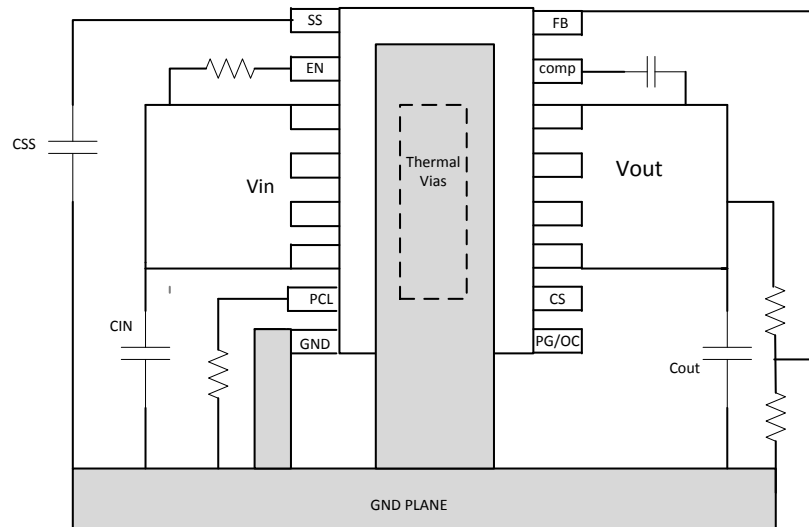 SS
FB
EN
comp
CSS
Thermal
Vias
Vin
Vout
PCL
CS
CIN
GND
PG/OC
Cout
GND PLANE